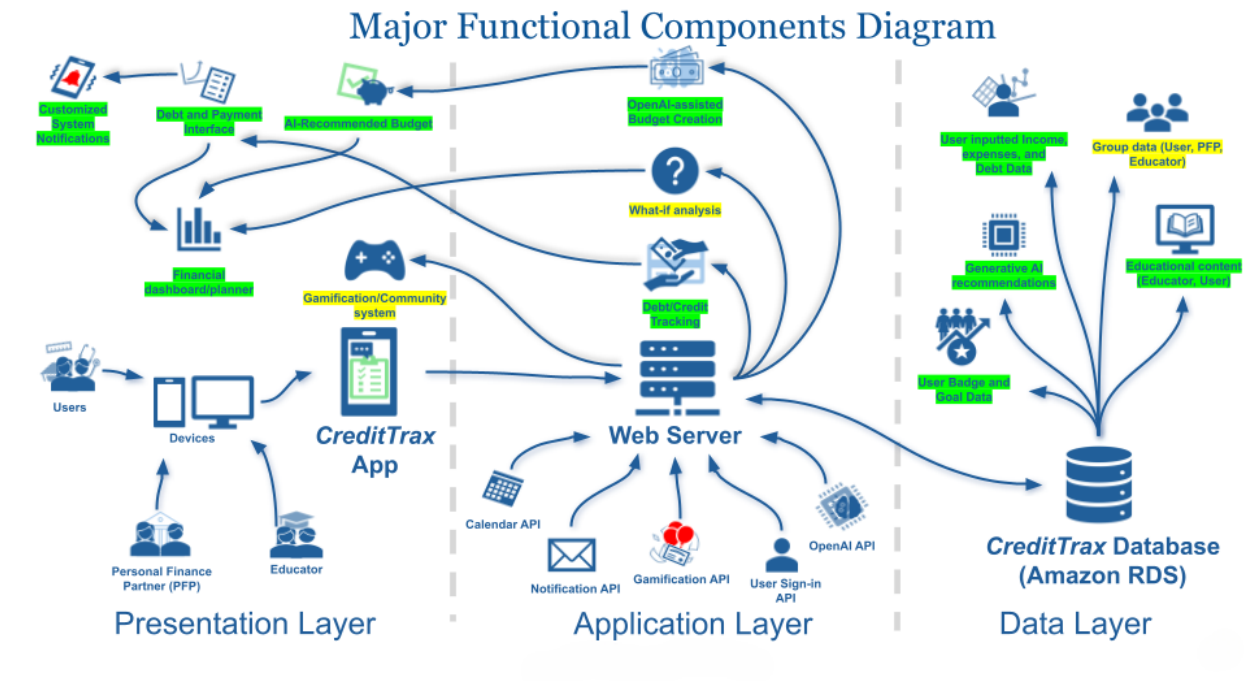 Major Functional Components Diagram
Customized
System
Notifications
Debt and Payment
Interface
AI-Recommended Budget
Financial
dashboard/planner
Gamification/Community
system
Users
Devices
CreditTrax
App
Personal Finance
Partner (PFP)
Educator
Presentation Layer
OpenAI-assisted
Budget Creation
?
What-if analysis
Debt/Credit
Tracking
Web Server
Calendar API
Notification API
Gamification API
User Sign-in
API
OpenAI API
Application Layer
User inputted Income,
expenses, and
Debt Data
Group data (User, PFP,
Educator)
Generative AI
recommendations
Educational content
(Educator, User)
User Badge and
Goal Data
CreditTrax Database
(Amazon RDS)
Data Layer